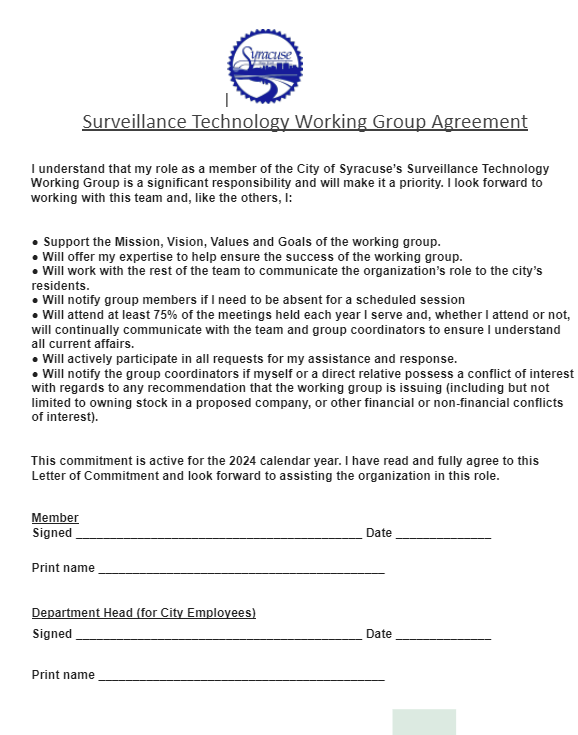 Syracuse
Surveillance Technology Working Group Agreement
I understand that my role as a member of the City of Syracuse's Surveillance Technology
Working Group is a significant responsibility and will make it a priority. I look forward to
working with this team and, like the others, I:
● Support the Mission, Vision, Values and Goals of the working group.
● Will offer my expertise to help ensure the success of the working group.
● Will work with the rest of the team to communicate the organization's role to the city's
residents.
● Will notify group members if I need to be absent for a scheduled session
● Will attend at least 75% of the meetings held each year I serve and, whether I attend or not,
will continually communicate with the team and group coordinators to ensure I understand
all current affairs.
● Will actively participate in all requests for my assistance and response.
● Will notify the group coordinators if myself or a direct relative possess a conflict of interest
with regards to any recommendation that the working group is issuing (including but not
limited to owning stock in a proposed company, or other financial or non-financial conflicts
of interest).
This commitment is active for the 2024 calendar year. I have read and fully agree to this
Letter of Commitment and look forward to assisting the organization in this role.
Member
Signed ___________________________________________ Date ______________
Print name ___________________________________________
Department Head (for City Employees)
Signed ___________________________________________ Date ______________
Print name ___________________________________________